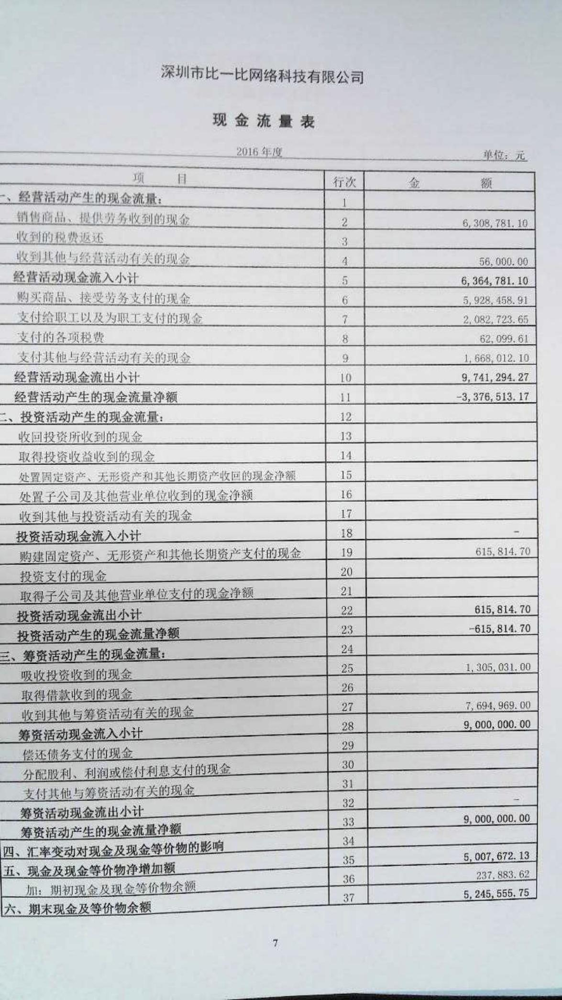 深圳市比一比网络科技有限公司
现金流量表
2016 年度
单位：元
项 目 行次 金 额
一、经营活动产生的现金流量： 1
销售商品、提供劳务收到的现金 2 6,308,781.10
收到的税费返还 3
收到其他与经营活动有关的现金 4 56,000.00
经营活动现金流入小计 5 6,364,781.10
购买商品、接受劳务支付的现金 6 5,928,458.91
支付给职工以及为职工支付的现金 7 2,082,723.65
支付的各项税费 8 62,099.61
支付其他与经营活动有关的现金 9 1,668,012.10
经营活动现金流出小计 10 9,741,294.27
经营活动产生的现金流量净额 11 -3,376,513.17
二、投资活动产生的现金流量： 12
收回投资所收到的现金 13
取得投资收益收到的现金 14
处置固定资产、无形资产和其他长期资产收回的现金净额 15
处置子公司及其他营业单位收到的现金净额 16
收到其他与投资活动有关的现金 17
投资活动现金流入小计 18 -
购建固定资产、无形资产和其他长期资产支付的现金 19 615,814.70
投资支付的现金 20
取得子公司及其他营业单位支付的现金净额 21
投资活动现金流出小计 22 615,814.70
投资活动产生的现金流量净额 23 -615,814.70
三、筹资活动产生的现金流量： 24
吸收投资收到的现金 25 1,305,031.00
取得借款收到的现金 26
收到其他与筹资活动有关的现金 27 7,694,969.00
筹资活动现金流入小计 28 9,000,000.00
偿还债务支付的现金 29
分配股利、利润或偿付利息支付的现金 30
支付其他与筹资活动有关的现金 31
筹资活动现金流出小计 32 -
筹资活动产生的现金流量净额 33 9,000,000.00
四、汇率变动对现金及现金等价物的影响 34
五、现金及现金等价物净增加额 35 5,007,672.13
加：期初现金及现金等价物余额 36 237,883.62
六、期末现金及等价物余额 37 5,245,555.75
7